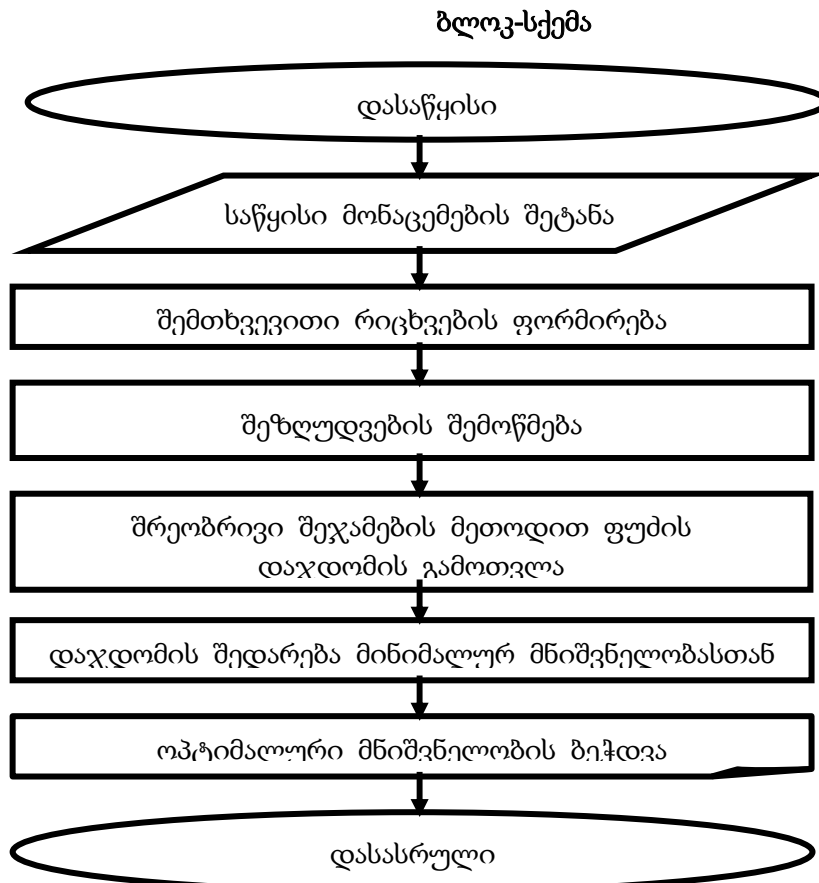 ბლოკ-სქემა
დასაწყისი
საწყისი მონაცემების შეტანა
შემთხვევითი რიცხვების ფორმირება
შეზღუდვების შემოწმება
შრეობრივი შეჯამების მეთოდით ფუძის
დაჯდომის გამოთვლა
დაჯდომის შედარება მინიმალურ მნიშვნელობასთან
ოპტიმალური მნიშვნელობის ბეჭდვა
დასასრული